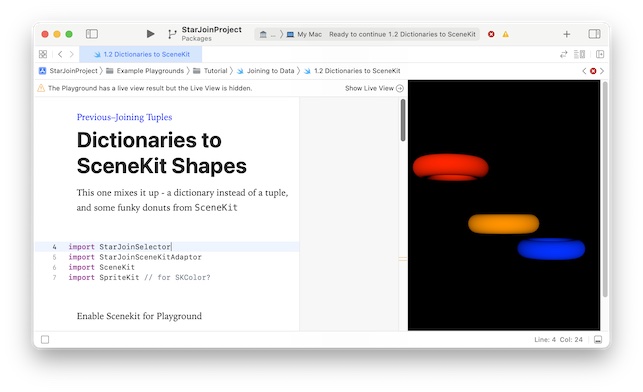 StarJoinProject
Packages
... My Mac Ready to continue 1.2 Dictionaries to SceneKit
1.2 Dictionaries to SceneKit
StarJoinProject Example Playgrounds Tutorial Joining to Data 1.2 Dictionaries to SceneKit
The Playground has a live view result but the Live View is hidden. Show Live View
Previous–Joining Tuples
Dictionaries to
SceneKit Shapes
This one mixes it up - a dictionary instead of a tuple,
and some funky donuts from SceneKit
4 import StarJoinSelector
5 import StarJoinSceneKitAdaptor
6 import SceneKit
7 import SpriteKit // for SKColor?
Enable Scenekit for Playground
Line: 4 Col: 24